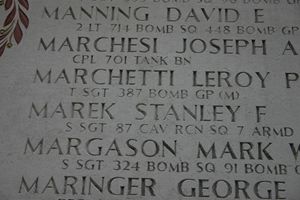 MANNING DAVID E
2 LT 714 BOMB SQ 448 BOMB GP
MARCHESI JOSEPH A
CPL 701 TANK BN
MARCHETTI LEROY P
T SGT 387 BOMB GP (M)
MAREK STANLEY F
S SGT 87 CAV RCN SQ 7 ARMD
MARGASON MARK W
S SGT 324 BOMB SQ 91 BOMB
MARINGER GEORGE